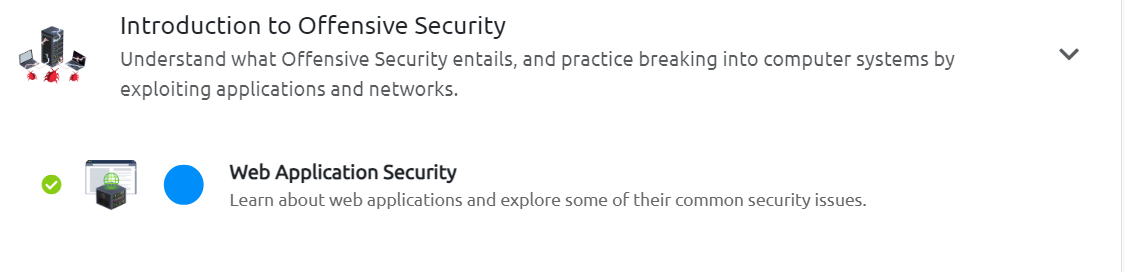 Introduction to Offensive Security
Understand what Offensive Security entails, and practice breaking into computer systems by
exploiting applications and networks.
Web Application Security
Learn about web applications and explore some of their common security issues.